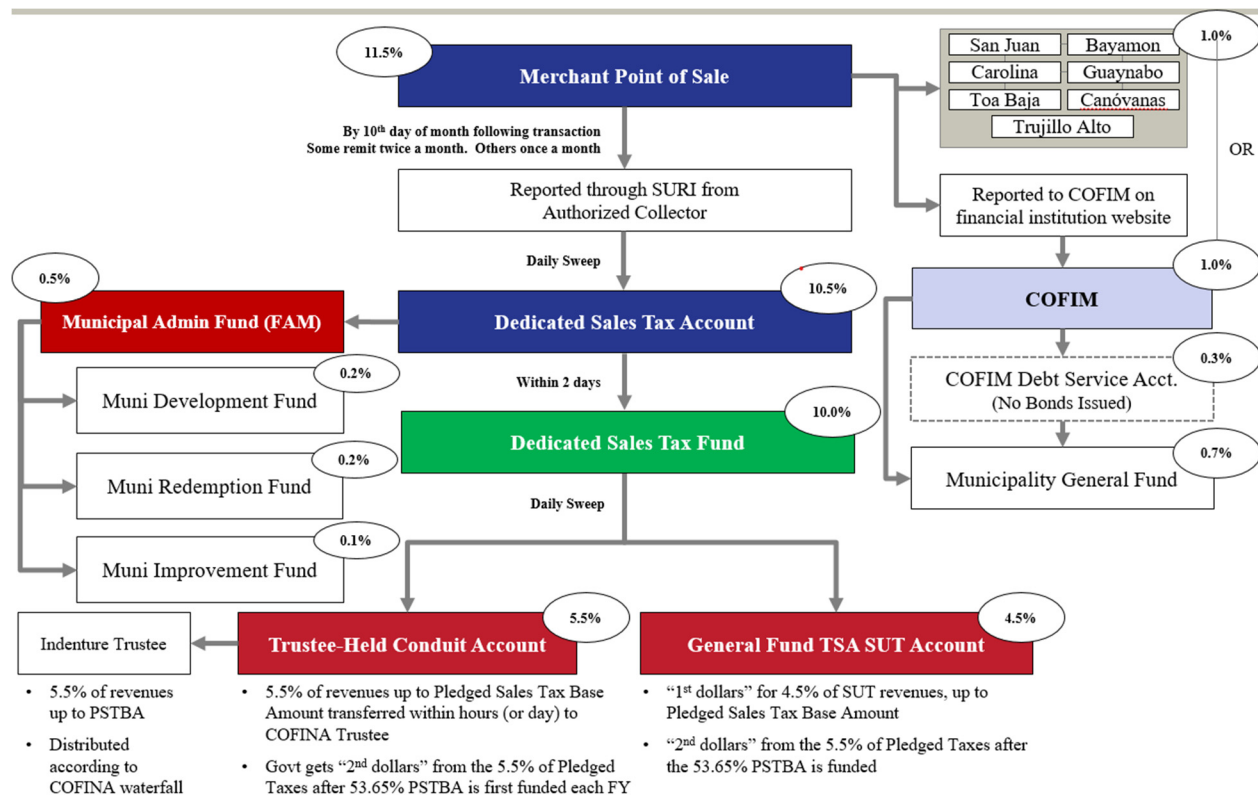 11.5%
Merchant Point of Sale
1.0%
San Juan
Bayamon
Carolina
Guaynabo
Toa Baja
Canóvanas
Trujillo Alto
OR
By 10th day of month following transaction
Some remit twice a month.  Others once a month
Reported through SURI from
Authorized Collector
Reported to COFIM on
financial institution website
Daily Sweep
0.5%
Municipal Admin Fund (FAM)
10.5%
Dedicated Sales Tax Account
1.0%
COFIM
0.2%
Muni Development Fund
Within 2 days
0.3%
COFIM Debt Service Acct.
(No Bonds Issued)
10.0%
Dedicated Sales Tax Fund
0.2%
Muni Redemption Fund
0.7%
Municipality General Fund
Daily Sweep
0.1%
Muni Improvement Fund
Indenture Trustee
5.5%
Trustee-Held Conduit Account
4.5%
General Fund TSA SUT Account
• 5.5% of revenues
up to PSTBA
• Distributed
according to
COFINA waterfall
• 5.5% of revenues up to Pledged Sales Tax Base
Amount transferred within hours (or day) to
COFINA Trustee
• Govt gets “2nd dollars” from the 5.5% of Pledged
Taxes after 53.65% PSTBA is first funded each FY
• “1st dollars” for 4.5% of SUT revenues, up to
Pledged Sales Tax Base Amount
• “2nd dollars” from the 5.5% of Pledged Taxes after
the 53.65% PSTBA is funded